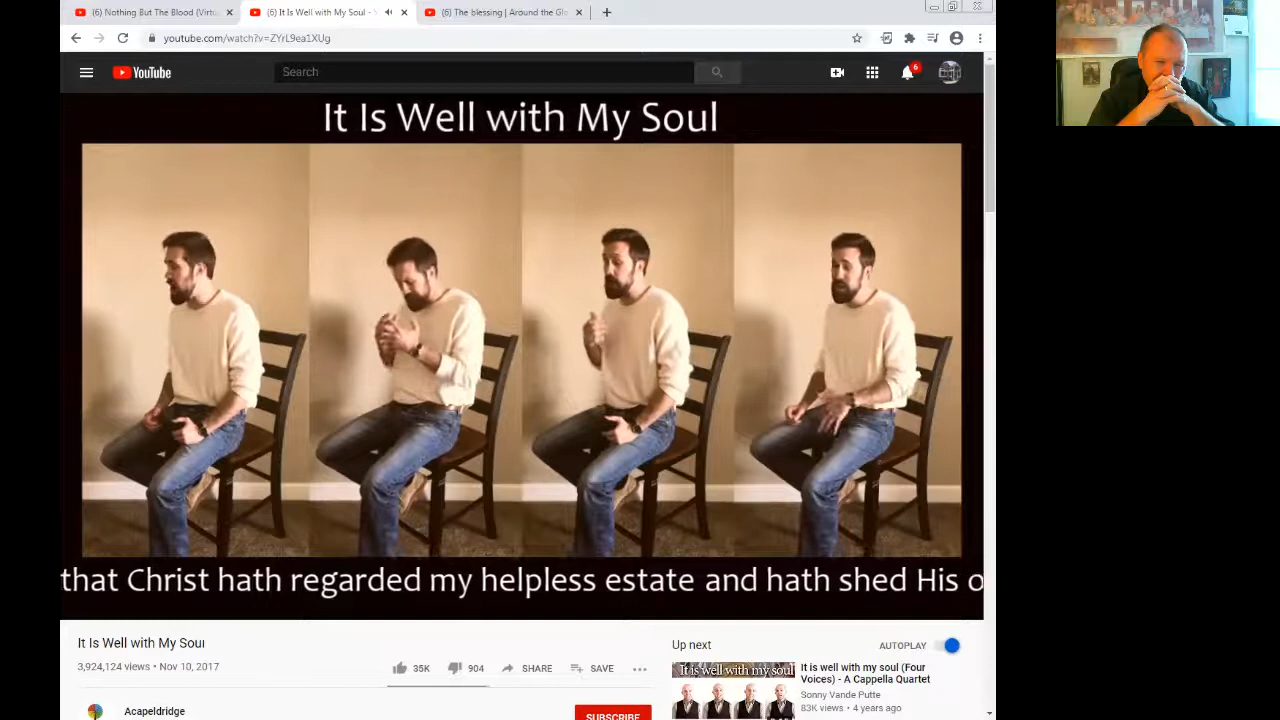 (6) Nothing But The Blood (Virtu
(6) It Is Well with My Soul -
(6) The blessing | Around the Glo
youtube.com/watch?v=ZYrL9ea1XUg
YouTube
Search
6
It Is Well with My Soul
that Christ hath regarded my helpless estate and hath shed His o
It Is Well with My Soul
3,924,124 views • Nov 10, 2017
35K
904
SHARE
SAVE
Acapeldridge
SUBSCRIBE
Up next
AUTOPLAY
It is well with my soul
It is well with my soul (Four
Voices) - A Cappella Quartet
Sonny Vande Putte
83K views • 4 years ago